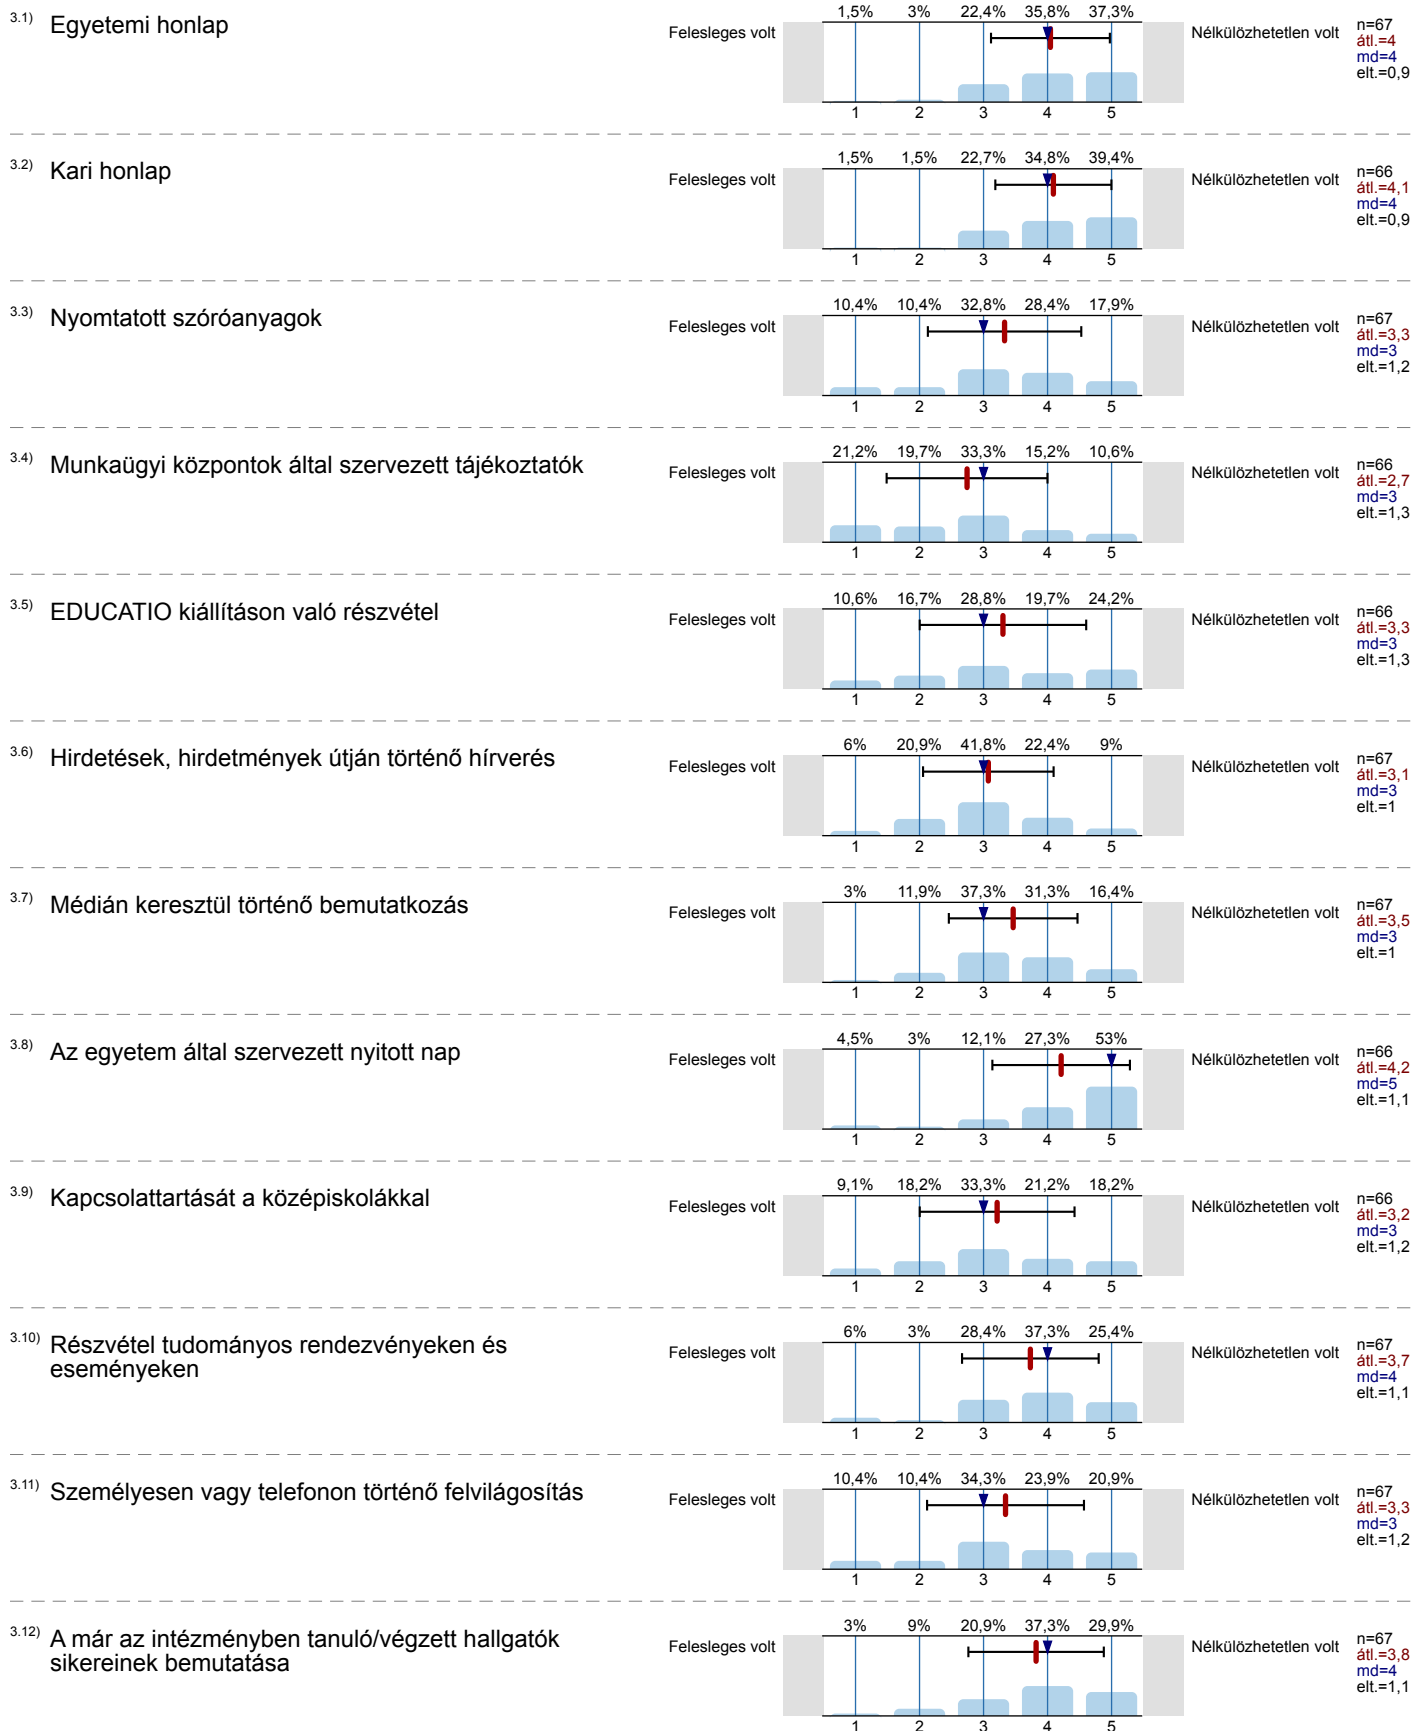 3.1) Egyetemi honlap
1,5% 3% 22,4% 35,8% 37,3%
Felesleges volt Nélkülözhetetlen volt
n=67
átl.=4
md=4
elt.=0,9
1 2 3 4 5
3.2) Kari honlap
1,5% 1,5% 22,7% 34,8% 39,4%
Felesleges volt Nélkülözhetetlen volt
n=66
átl.=4,1
md=4
elt.=0,9
1 2 3 4 5
3.3) Nyomtatott szóróanyagok
10,4% 10,4% 32,8% 28,4% 17,9%
Felesleges volt Nélkülözhetetlen volt
n=67
átl.=3,3
md=3
elt.=1,2
1 2 3 4 5
3.4) Munkaügyi központok által szervezett tájékoztatók
21,2% 19,7% 33,3% 15,2% 10,6%
Felesleges volt Nélkülözhetetlen volt
n=66
átl.=2,7
md=3
elt.=1,3
1 2 3 4 5
3.5) EDUCATIO kiállításon való részvétel
10,6% 16,7% 28,8% 19,7% 24,2%
Felesleges volt Nélkülözhetetlen volt
n=66
átl.=3,3
md=3
elt.=1,3
1 2 3 4 5
3.6) Hirdetések, hirdetmények útján történő hírverés
6% 20,9% 41,8% 22,4% 9%
Felesleges volt Nélkülözhetetlen volt
n=67
átl.=3,1
md=3
elt.=1
1 2 3 4 5
3.7) Médián keresztül történő bemutatkozás
3% 11,9% 37,3% 31,3% 16,4%
Felesleges volt Nélkülözhetetlen volt
n=67
átl.=3,5
md=3
elt.=1
1 2 3 4 5
3.8) Az egyetem által szervezett nyitott nap
4,5% 3% 12,1% 27,3% 53%
Felesleges volt Nélkülözhetetlen volt
n=66
átl.=4,2
md=5
elt.=1,1
1 2 3 4 5
3.9) Kapcsolattartását a középiskolákkal
9,1% 18,2% 33,3% 21,2% 18,2%
Felesleges volt Nélkülözhetetlen volt
n=66
átl.=3,2
md=3
elt.=1,2
1 2 3 4 5
3.10) Részvétel tudományos rendezvényeken és
eseményeken
6% 3% 28,4% 37,3% 25,4%
Felesleges volt Nélkülözhetetlen volt
n=67
átl.=3,7
md=4
elt.=1,1
1 2 3 4 5
3.11) Személyesen vagy telefonon történő felvilágosítás
10,4% 10,4% 34,3% 23,9% 20,9%
Felesleges volt Nélkülözhetetlen volt
n=67
átl.=3,3
md=3
elt.=1,2
1 2 3 4 5
3.12) A már az intézményben tanuló/végzett hallgatók
sikereinek bemutatása
3% 9% 20,9% 37,3% 29,9%
Felesleges volt Nélkülözhetetlen volt
n=67
átl.=3,8
md=4
elt.=1,1
1 2 3 4 5